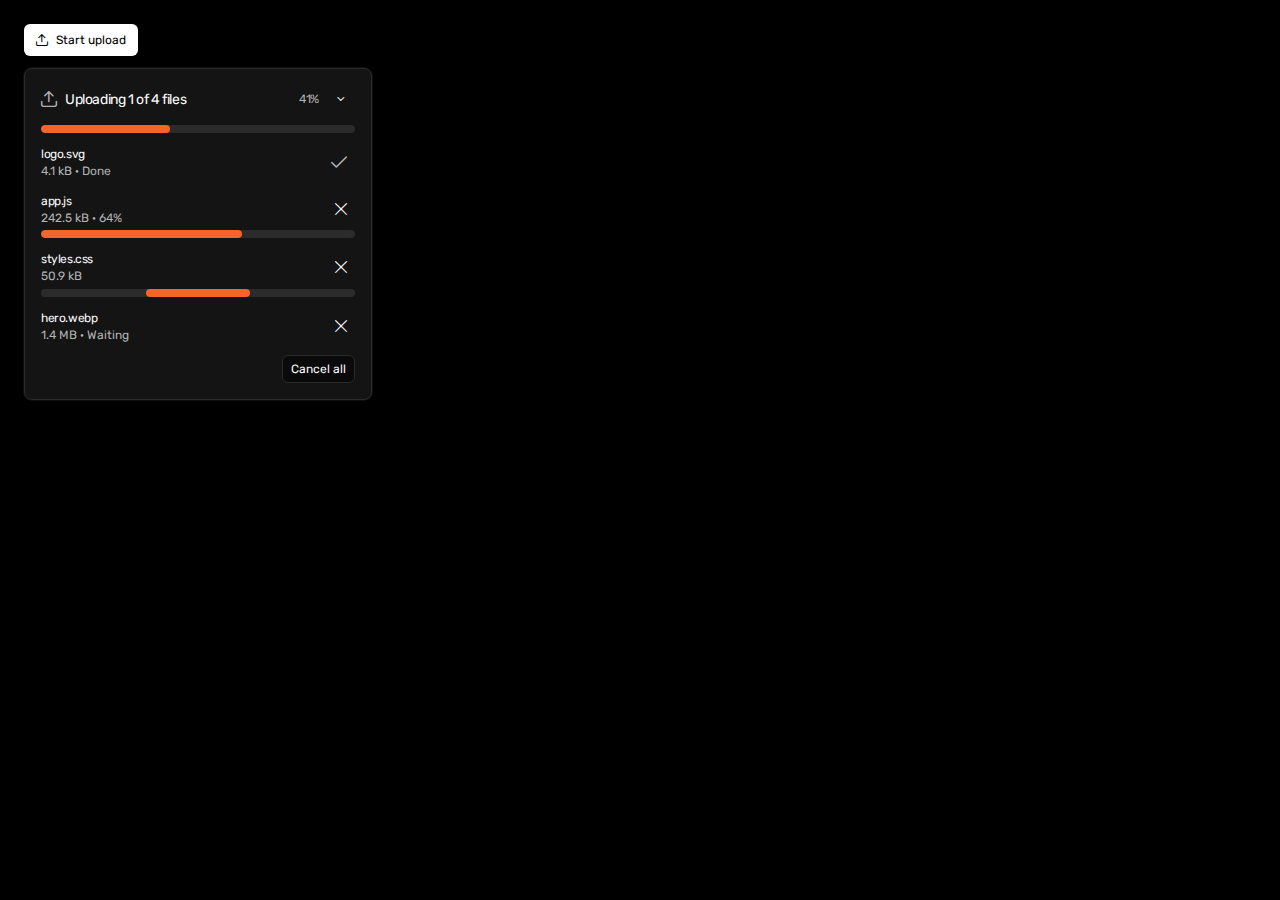 Start upload
Uploading 1 of 4 files 41%
logo.svg
4.1 kB • Done
app.js
242.5 kB • 64%
styles.css
50.9 kB
hero.webp
1.4 MB • Waiting
Cancel all